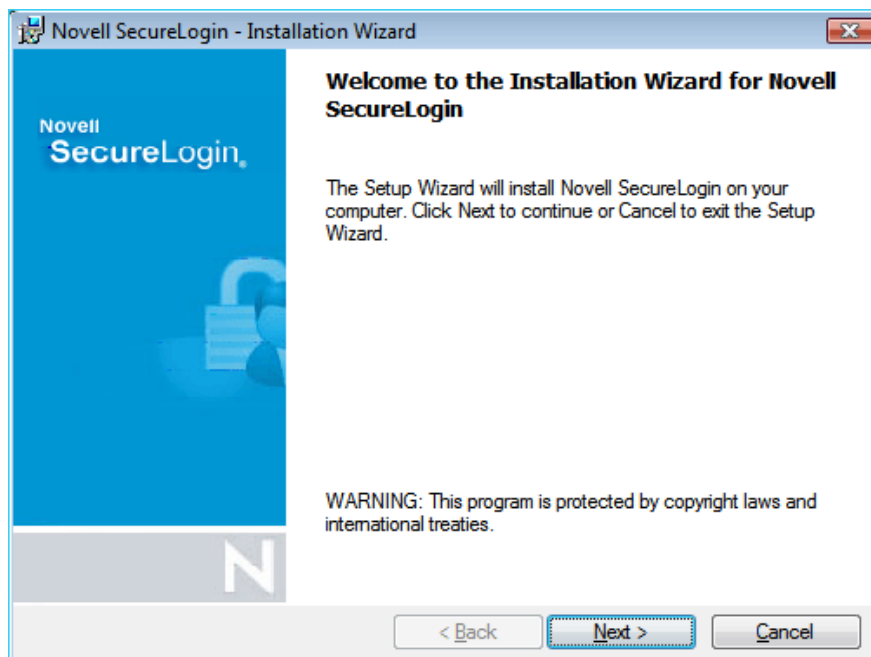 Novell SecureLogin - Installation Wizard
Novell
SecureLogin®
Welcome to the Installation Wizard for Novell
SecureLogin
The Setup Wizard will install Novell SecureLogin on your
computer. Click Next to continue or Cancel to exit the Setup
Wizard.
WARNING: This program is protected by copyright laws and
international treaties.
N
< Back
Next >
Cancel